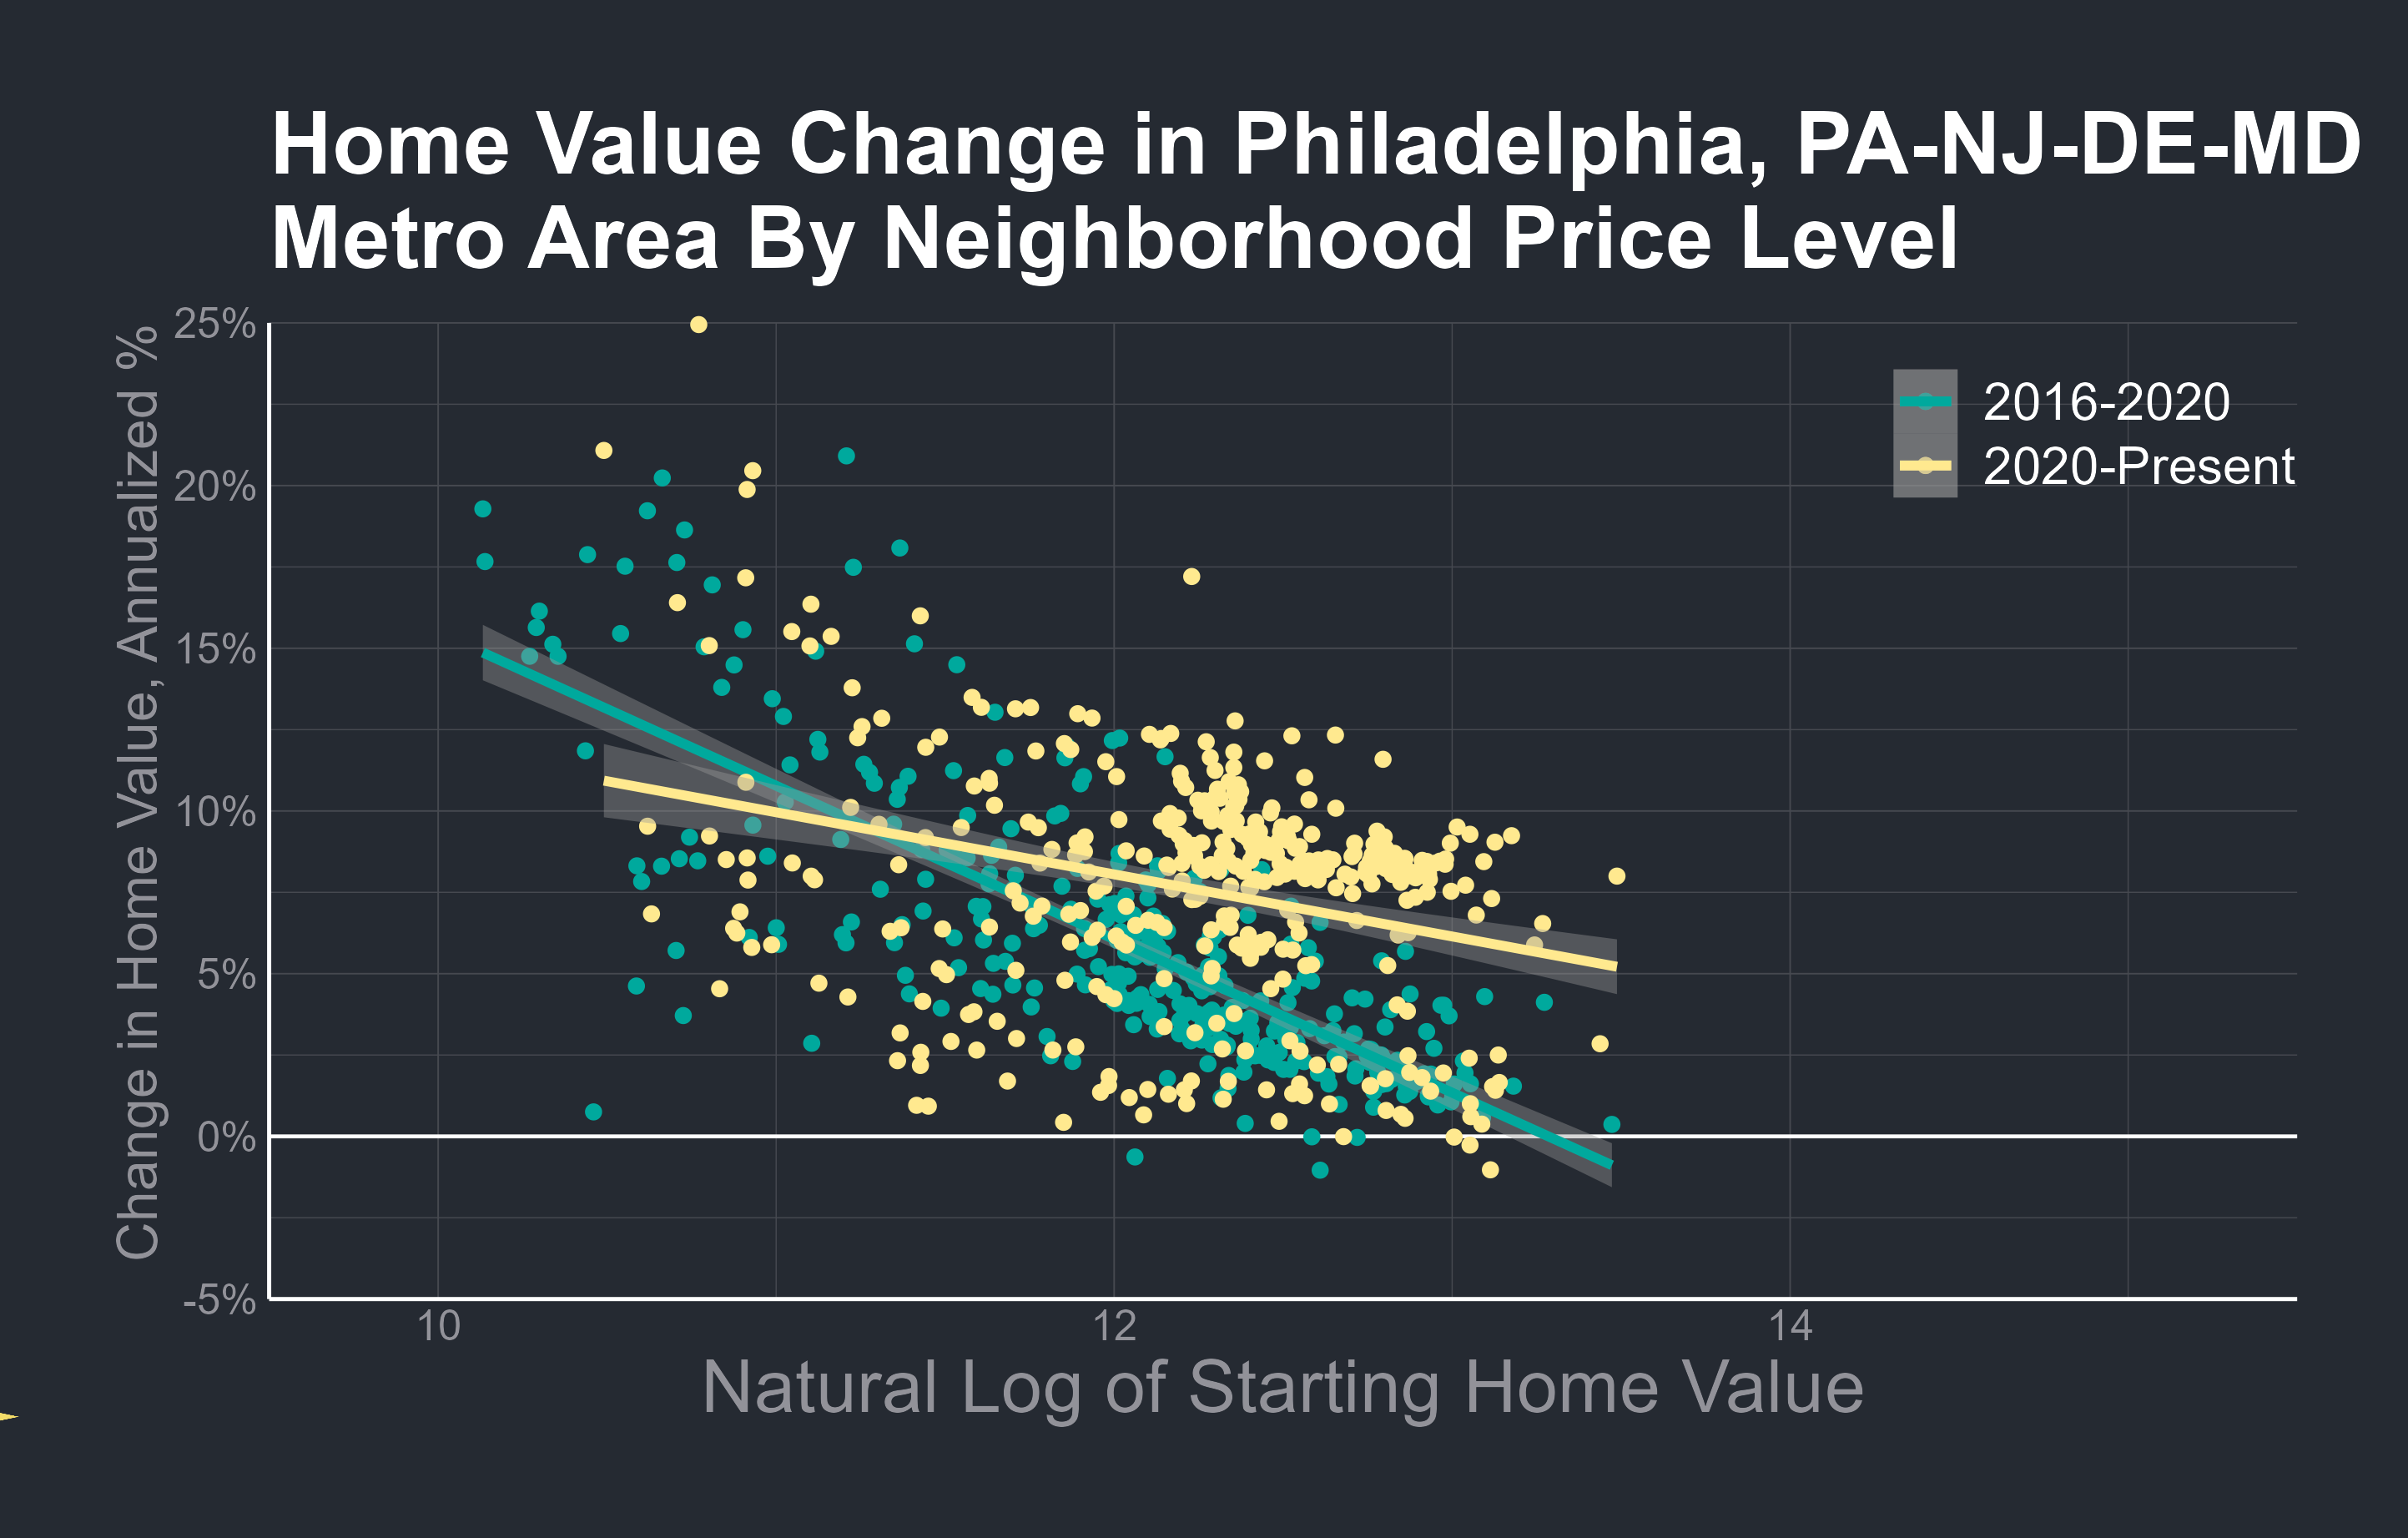 Home Value Change in Philadelphia, PA-NJ-DE-MD
Metro Area By Neighborhood Price Level
Change in Home Value, Annualized %
25%
20%
15%
10%
5%
0%
-5%
2016-2020
2020-Present
10
12
14
Natural Log of Starting Home Value